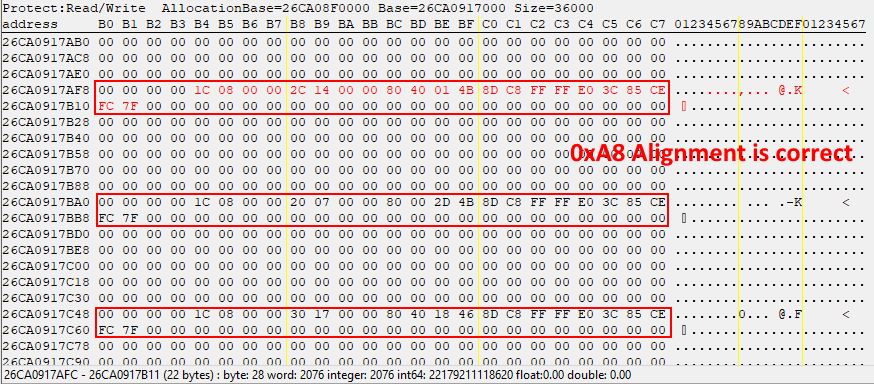 Protect:Read/Write AllocationBase=26CA08F0000 Base=26CA0917000 Size=36000
address B0 B1 B2 B3 B4 B5 B6 B7 B8 B9 BA BB BC BD BE BF C0 C1 C2 C3 C4 C5 C6 C7 0123456789ABCDEF01234567
26CA0917AB0 00 00 00 00 00 00 00 00 00 00 00 00 00 00 00 00 00 00 00 00 00 00 00 00 ........................
26CA0917AC8 00 00 00 00 00 00 00 00 00 00 00 00 00 00 00 00 00 00 00 00 00 00 00 00 ........................
26CA0917AE0 00 00 00 00 00 00 00 00 00 00 00 00 00 00 00 00 00 00 00 00 00 00 00 00 ........................
26CA0917AF8 00 00 00 00 1C 08 00 00 2C 14 00 00 80 40 01 4B 8D C8 FF FF E0 3C 85 CE ........,... @.K <
26CA0917B10 FC 7F 00 00 00 00 00 00 00 00 00 00 00 00 00 00 00 00 00 00 00 00 00 00 ......................
26CA0917B28 00 00 00 00 00 00 00 00 00 00 00 00 00 00 00 00 00 00 00 00 00 00 00 00 ........................
26CA0917B40 00 00 00 00 00 00 00 00 00 00 00 00 00 00 00 00 00 00 00 00 00 00 00 00 ........................
26CA0917B58 00 00 00 00 00 00 00 00 00 00 00 00 00 00 00 00 00 00 00 00 00 00 00 00 ........................
0xA8 Alignment is correct
26CA0917B70 00 00 00 00 00 00 00 00 00 00 00 00 00 00 00 00 00 00 00 00 00 00 00 00 ........................
26CA0917B88 00 00 00 00 00 00 00 00 00 00 00 00 00 00 00 00 00 00 00 00 00 00 00 00 ........................
26CA0917BA0 00 00 00 00 1C 08 00 00 20 07 00 00 80 00 2D 4B 8D C8 FF FF E0 3C 85 CE ........ ... .-K <
26CA0917BB8 FC 7F 00 00 00 00 00 00 00 00 00 00 00 00 00 00 00 00 00 00 00 00 00 00 ......................
26CA0917BD0 00 00 00 00 00 00 00 00 00 00 00 00 00 00 00 00 00 00 00 00 00 00 00 00 ........................
26CA0917BE8 00 00 00 00 00 00 00 00 00 00 00 00 00 00 00 00 00 00 00 00 00 00 00 00 ........................
26CA0917C00 00 00 00 00 00 00 00 00 00 00 00 00 00 00 00 00 00 00 00 00 00 00 00 00 ........................
26CA0917C18 00 00 00 00 00 00 00 00 00 00 00 00 00 00 00 00 00 00 00 00 00 00 00 00 ........................
26CA0917C30 00 00 00 00 00 00 00 00 00 00 00 00 00 00 00 00 00 00 00 00 00 00 00 00 ........................
26CA0917C48 00 00 00 00 1C 08 00 00 30 17 00 00 80 40 18 46 8D C8 FF FF E0 3C 85 CE ........0... @.F <
26CA0917C60 FC 7F 00 00 00 00 00 00 00 00 00 00 00 00 00 00 00 00 00 00 00 00 00 00 ......................
26CA0917C78 00 00 00 00 00 00 00 00 00 00 00 00 00 00 00 00 00 00 00 00 00 00 00 00 ........................
26CA0917C90 00 00 00 00 00 00 00 00 00 00 00 00 00 00 00 00 00 00 00 00 00 00 00 00 ........................
26CA0917AFC - 26CA0917B11 (22 bytes) : byte: 28 word: 2076 integer: 2076 int64: 22179211118620 float:0.00 double: 0.00